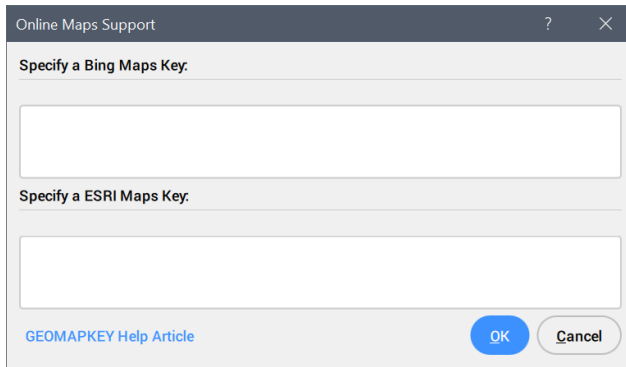 Online Maps Support ?
Specify a Bing Maps Key:
Specify a ESRI Maps Key:
GEOMAPKEY Help Article OK Cancel